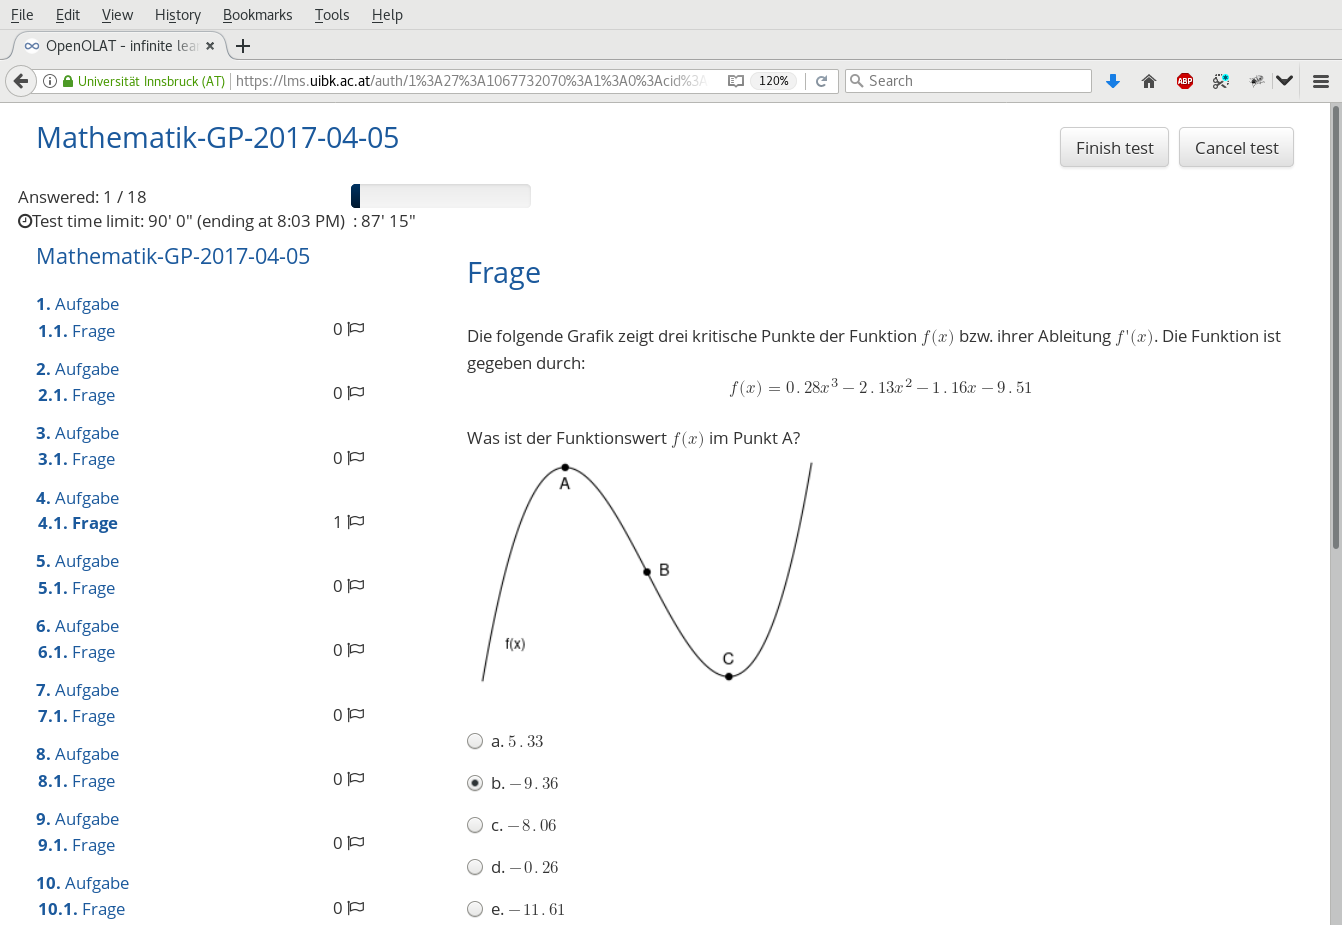 File Edit View History Bookmarks Tools Help
OpenOLAT - infinite lea
Universität Innsbruck (AT) https://lms.uibk.ac.at/auth/1%3A27%3A1067732070%3A1%3A0%3Acid%3A 120% Search ABP
Mathematik-GP-2017-04-05
Finish test Cancel test
Answered: 1 / 18
Test time limit: 90' 0" (ending at 8:03 PM) : 87' 15"
Mathematik-GP-2017-04-05
1. Aufgabe
1.1. Frage 0
2. Aufgabe
2.1. Frage 0
3. Aufgabe
3.1. Frage 0
4. Aufgabe
4.1. Frage 1
5. Aufgabe
5.1. Frage 0
6. Aufgabe
6.1. Frage 0
7. Aufgabe
7.1. Frage 0
8. Aufgabe
8.1. Frage 0
9. Aufgabe
9.1. Frage 0
10. Aufgabe
10.1. Frage 0
Frage
Die folgende Grafik zeigt drei kritische Punkte der Funktion f(x) bzw. ihrer Ableitung f'(x). Die Funktion ist
gegeben durch:
f(x) = 0.28x³ − 2.13x² − 1.16x − 9.51
Was ist der Funktionswert f(x) im Punkt A?
A
B
f(x)
C
a. 5.33
b. −9.36
c. −8.06
d. −0.26
e. −11.61